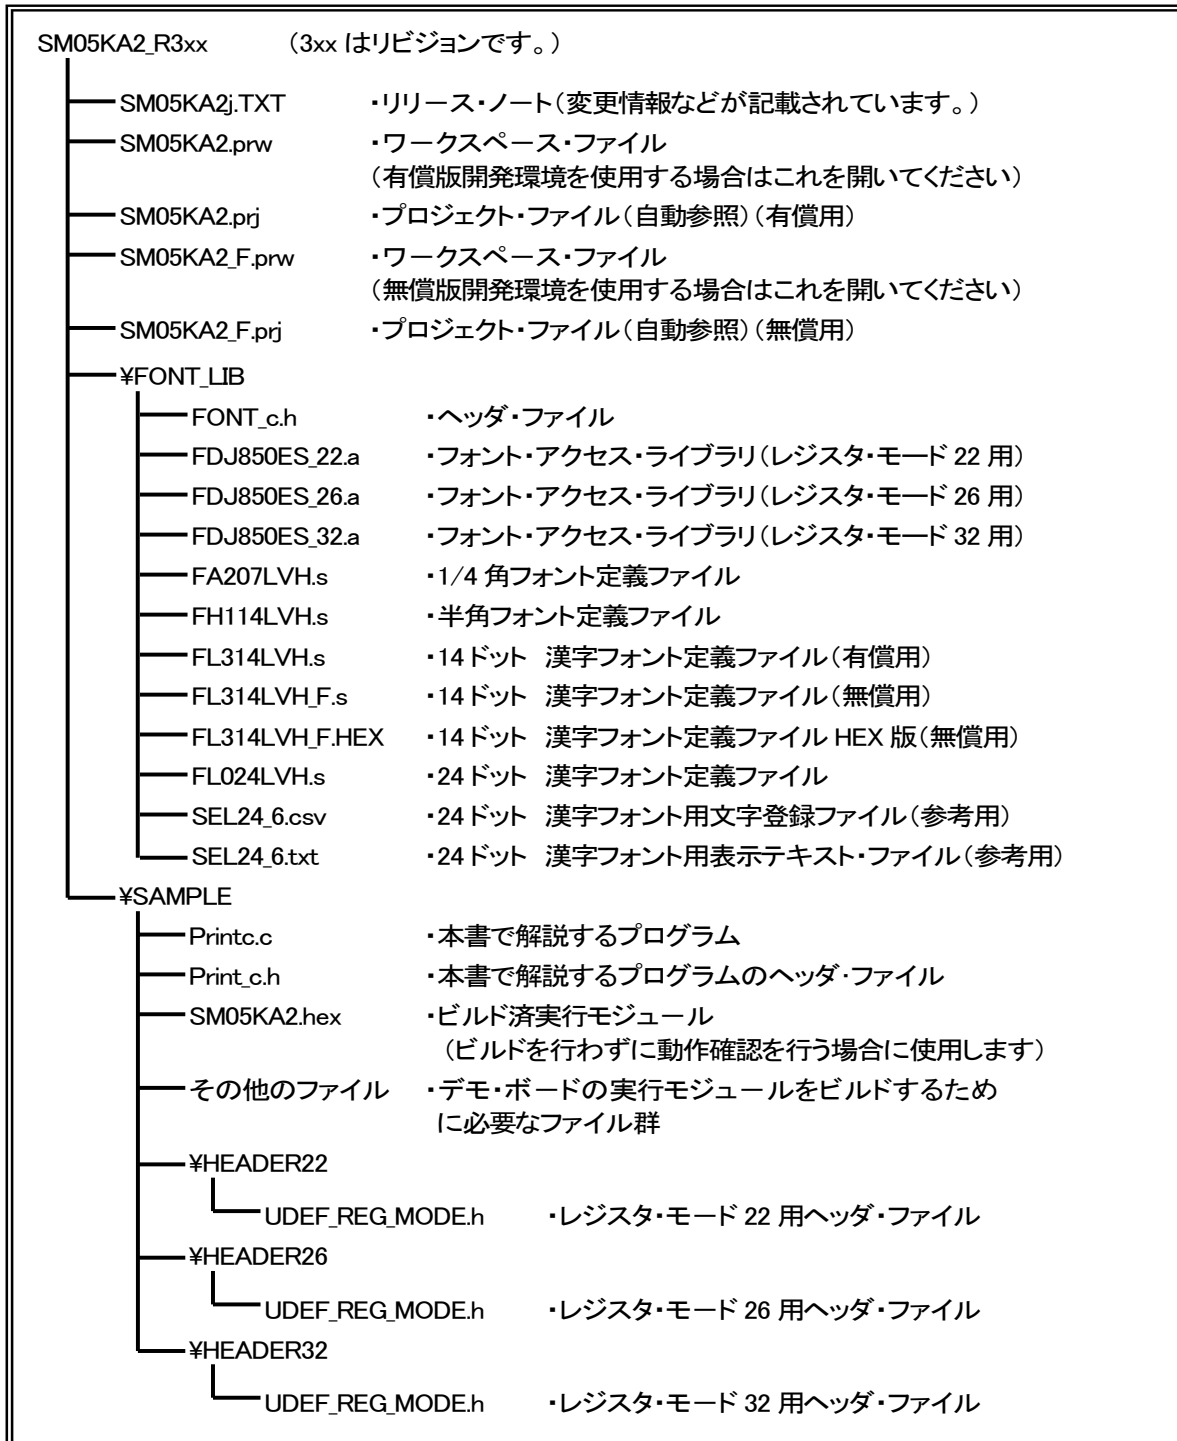 SM05KA2_R3xx （3xx はリビジョンです。）
SM05KA2j.TXT ・リリース・ノート（変更情報などが記載されています。）
SM05KA2.prw ・ワークスペース・ファイル
（有償版開発環境を使用する場合はこれを開いてください）
SM05KA2.prj ・プロジェクト・ファイル（自動参照）（有償用）
SM05KA2_F.prw ・ワークスペース・ファイル
（無償版開発環境を使用する場合はこれを開いてください）
SM05KA2_F.prj ・プロジェクト・ファイル（自動参照）（無償用）
¥FONT_LIB
FONT_c.h ・ヘッダ・ファイル
FDJ850ES_22.a ・フォント・アクセス・ライブラリ（レジスタ・モード 22 用）
FDJ850ES_26.a ・フォント・アクセス・ライブラリ（レジスタ・モード 26 用）
FDJ850ES_32.a ・フォント・アクセス・ライブラリ（レジスタ・モード 32 用）
FA207LVH.s ・1/4 角フォント定義ファイル
FH114LVH.s ・半角フォント定義ファイル
FL314LVH.s ・14ドット 漢字フォント定義ファイル（有償用）
FL314LVH_F.s ・14ドット 漢字フォント定義ファイル（無償用）
FL314LVH_F.HEX ・14ドット 漢字フォント定義ファイル HEX 版（無償用）
FL024LVH.s ・24ドット 漢字フォント定義ファイル
SEL24_6.csv ・24ドット 漢字フォント用文字登録ファイル（参考用）
SEL24_6.txt ・24ドット 漢字フォント用表示テキスト・ファイル（参考用）
¥SAMPLE
Printc.c ・本書で解説するプログラム
Print_c.h ・本書で解説するプログラムのヘッダ・ファイル
SM05KA2.hex ・ビルド済実行モジュール
（ビルドを行わずに動作確認を行う場合に使用します）
その他のファイル ・デモ・ボードの実行モジュールをビルドするため
に必要なファイル群
¥HEADER22
UDEF_REG_MODE.h ・レジスタ・モード 22 用ヘッダ・ファイル
¥HEADER26
UDEF_REG_MODE.h ・レジスタ・モード 26 用ヘッダ・ファイル
¥HEADER32
UDEF_REG_MODE.h ・レジスタ・モード 32 用ヘッダ・ファイル